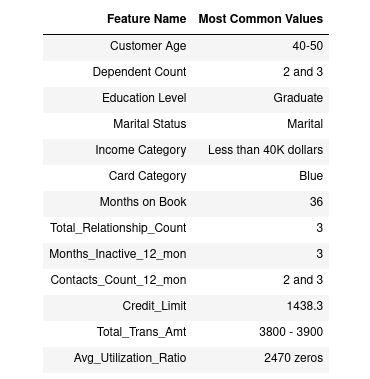 Feature Name Most Common Values
Customer Age 40-50
Dependent Count 2 and 3
Education Level Graduate
Marital Status Marital
Income Category Less than 40K dollars
Card Category Blue
Months on Book 36
Total_Relationship_Count 3
Months_Inactive_12_mon 3
Contacts_Count_12_mon 2 and 3
Credit_Limit 1438.3
Total_Trans_Amt 3800 - 3900
Avg_Utilization_Ratio 2470 zeros